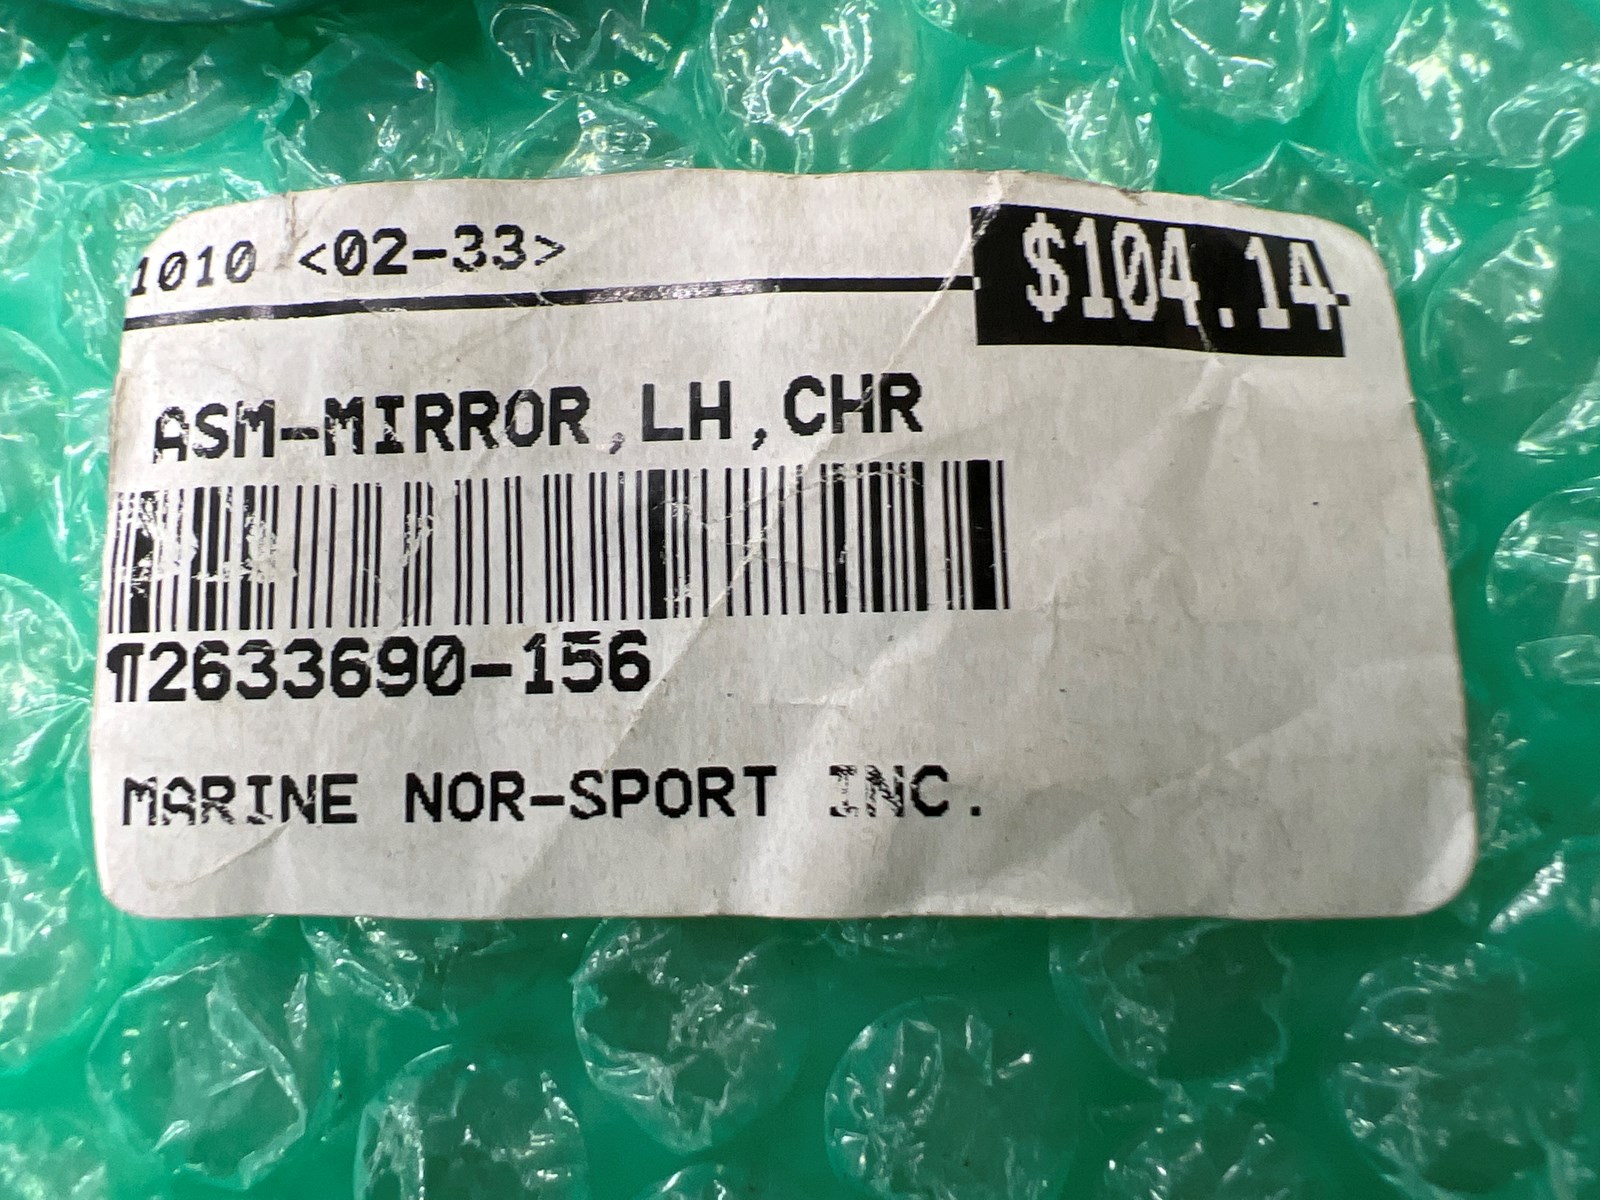 1010 <02-33> $104.14
ASM-MIRROR,LH,CHR
¶2633690-156
MARINE NOR-SPORT INC.